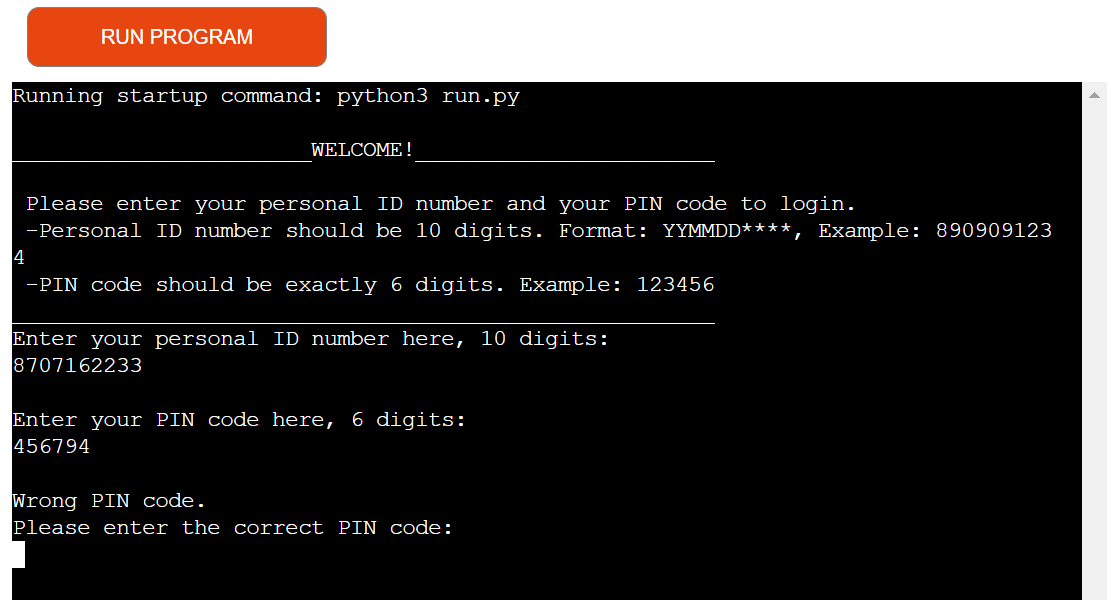 RUN PROGRAM
Running startup command: python3 run.py
_______________________WELCOME!_______________________
Please enter your personal ID number and your PIN code to login.
-Personal ID number should be 10 digits. Format: YYMMDD****, Example: 890909123
4
-PIN code should be exactly 6 digits. Example: 123456
______________________________________________________
Enter your personal ID number here, 10 digits:
8707162233
Enter your PIN code here, 6 digits:
456794
Wrong PIN code.
Please enter the correct PIN code: